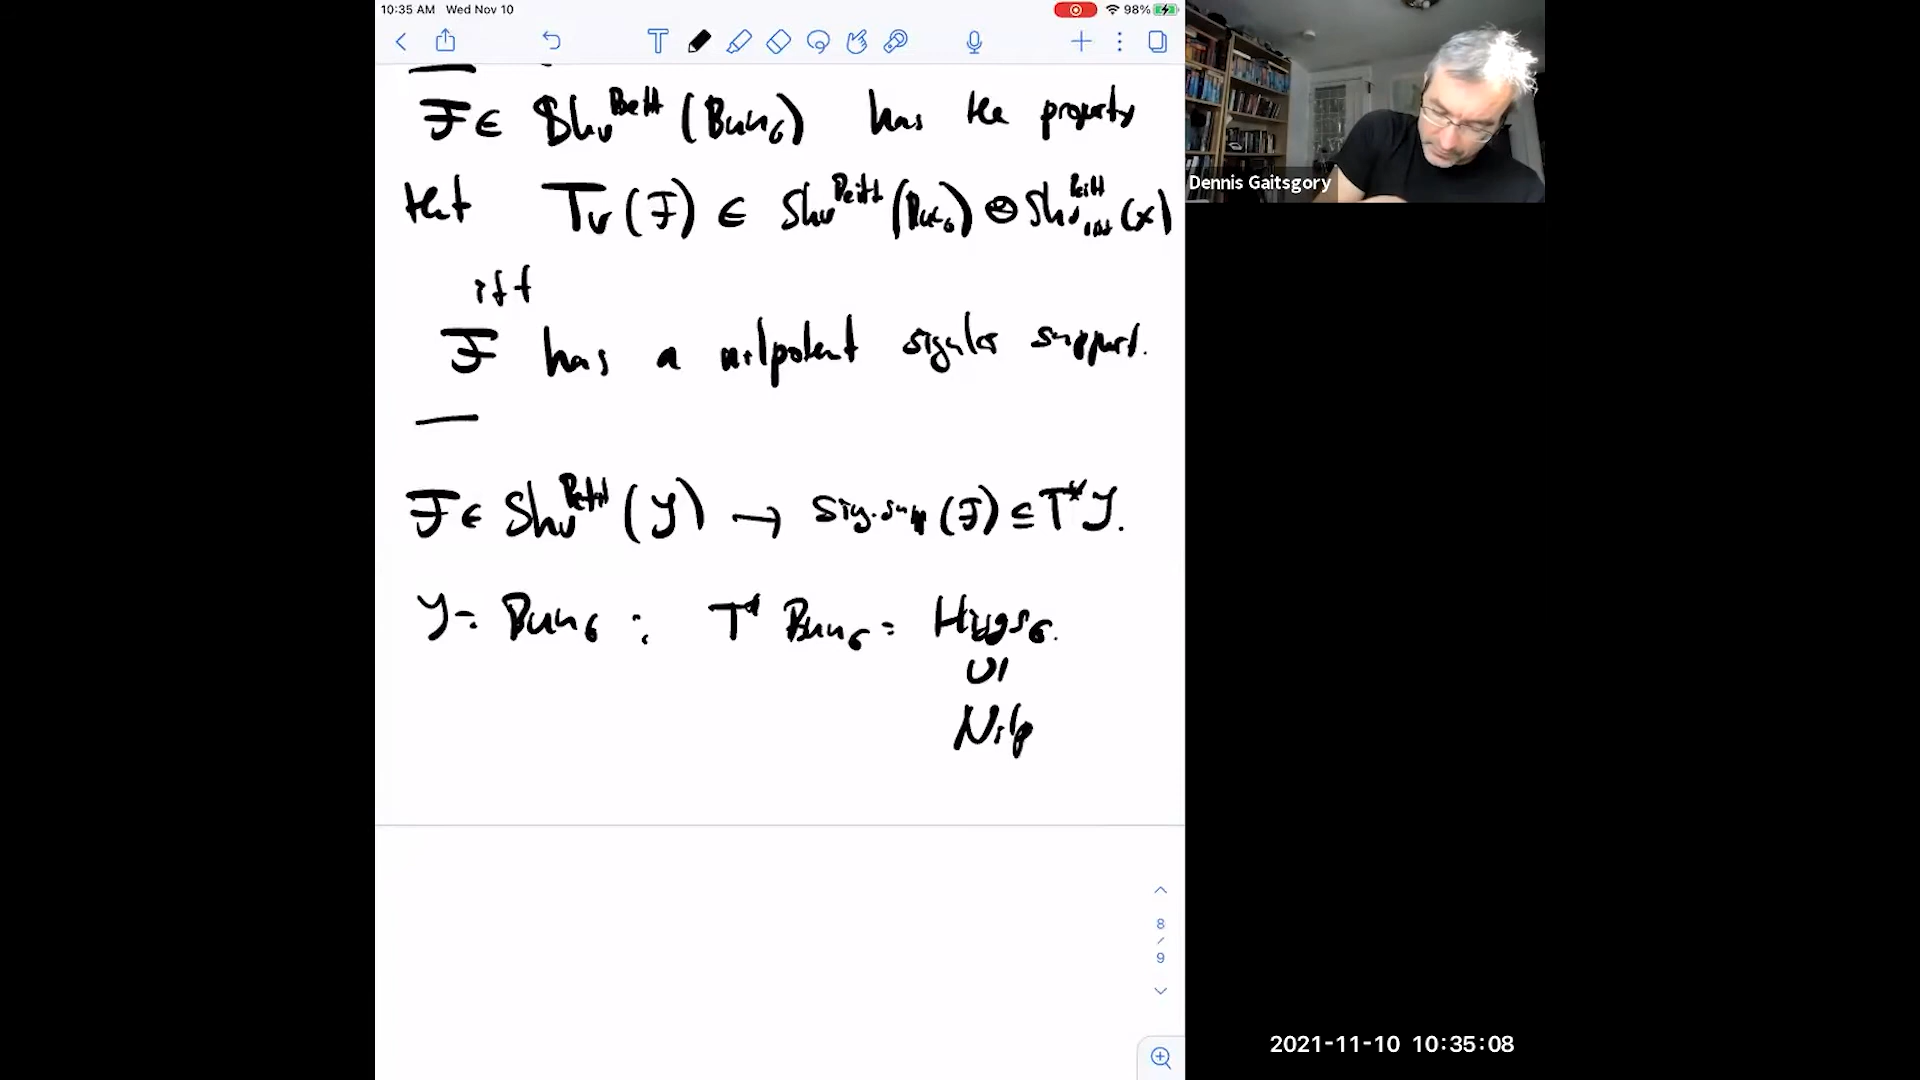 10:35 AM Wed Nov 10
98%
ℱ ∈ Shv^Betti (Bun_G) has the property
that T_V (ℱ) ∈ Shv^Betti (Bun_G) ⊗ Shv^Betti (X)
iff
ℱ has a nilpotent singular support.
ℱ ∈ Shv^Betti (Y) → Sing.supp (ℱ) ⊆ T*Y.
Y = Bun_G : T* Bun_G = Higgs_G.
∪|
Nilp
8
/
9
Dennis Gaitsgory
2021-11-10 10:35:08